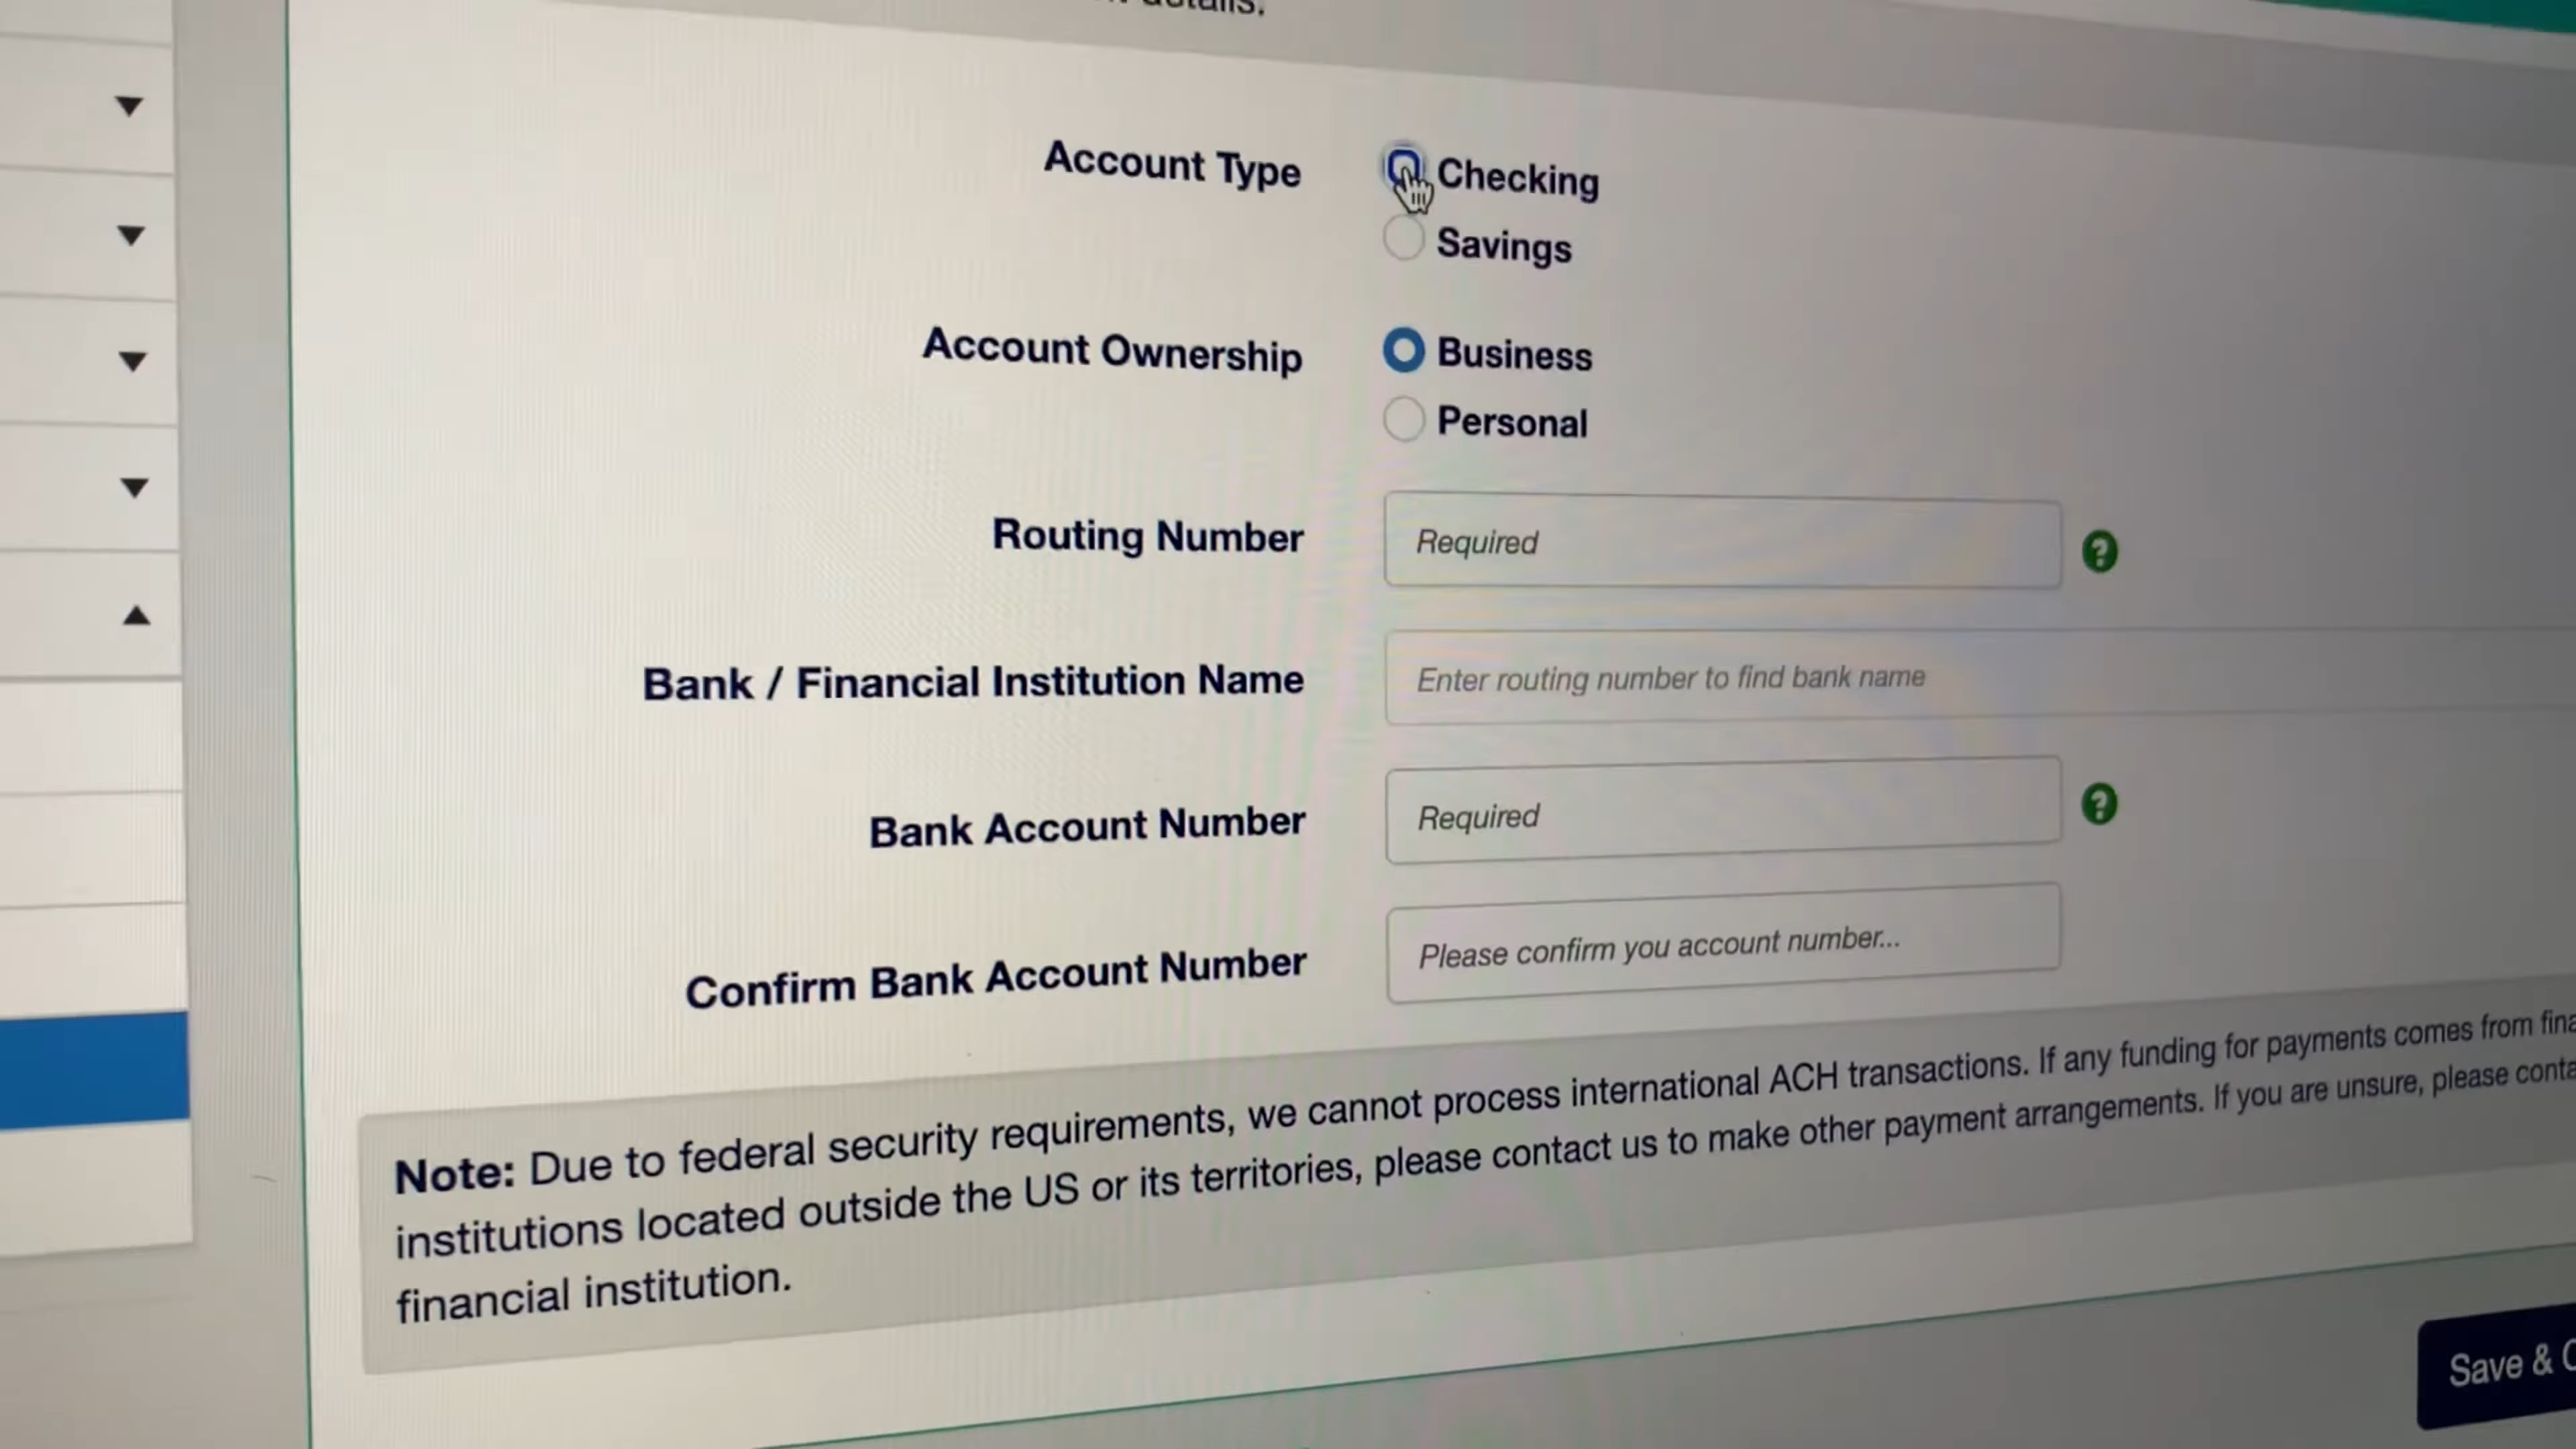 details.
Account Type
Checking
Savings
Account Ownership
Business
Personal
Routing Number
Required
Bank / Financial Institution Name
Enter routing number to find bank name
Bank Account Number
Required
Confirm Bank Account Number
Please confirm you account number...
Note: Due to federal security requirements, we cannot process international ACH transactions. If any funding for payments comes from
institutions located outside the US or its territories, please contact us to make other payment arrangements. If you are unsure, please
financial institution.
Save &